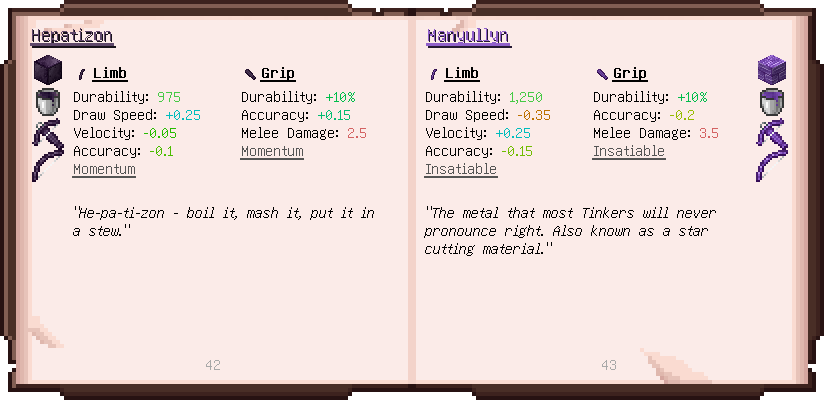 Hepatizon
Limb
Durability: 975
Draw Speed: +0.25
Velocity: -0.05
Accuracy: -0.1
Momentum
Grip
Durability: +10%
Accuracy: +0.15
Melee Damage: 2.5
Momentum
"He-pa-ti-zon - boil it, mash it, put it in
a stew."
42
Manyullyn
Limb
Durability: 1,250
Draw Speed: -0.35
Velocity: +0.25
Accuracy: -0.15
Insatiable
Grip
Durability: +10%
Accuracy: -0.2
Melee Damage: 3.5
Insatiable
"The metal that most Tinkers will never
pronounce right. Also known as a star
cutting material."
43